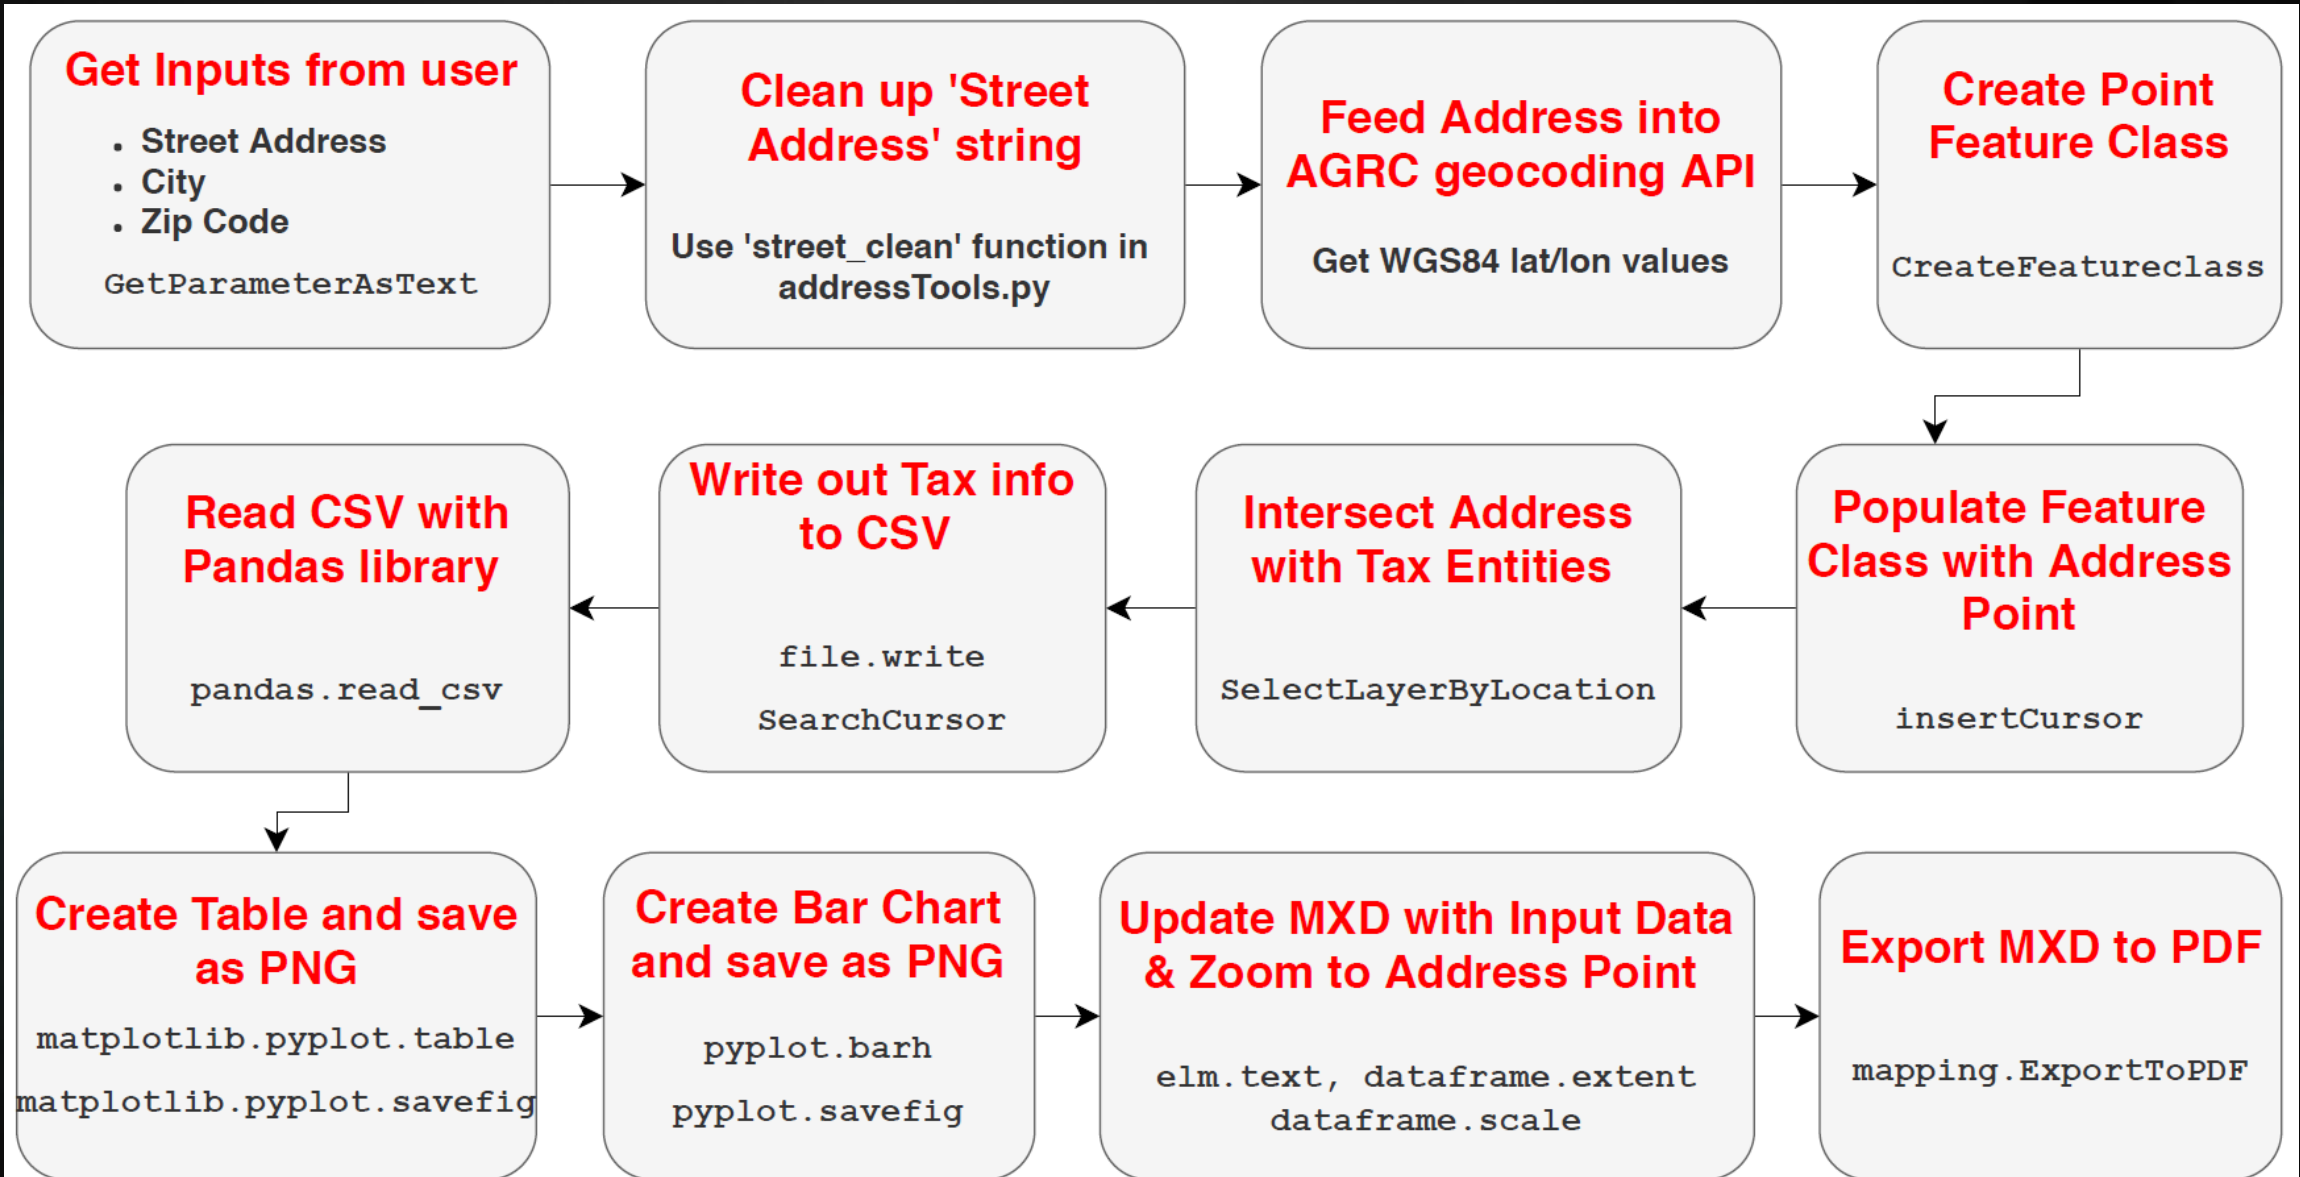 Get Inputs from user
• Street Address
• City
• Zip Code
GetParameterAsText
Clean up 'Street
Address' string
Use 'street_clean' function in
addressTools.py
Feed Address into
AGRC geocoding API
Get WGS84 lat/lon values
Create Point
Feature Class
CreateFeatureclass
Populate Feature
Class with Address
Point
insertCursor
Intersect Address
with Tax Entities
SelectLayerByLocation
Write out Tax info
to CSV
file.write
SearchCursor
Read CSV with
Pandas library
pandas.read_csv
Create Table and save
as PNG
matplotlib.pyplot.table
matplotlib.pyplot.savefig
Create Bar Chart
and save as PNG
pyplot.barh
pyplot.savefig
Update MXD with Input Data
& Zoom to Address Point
elm.text, dataframe.extent
dataframe.scale
Export MXD to PDF
mapping.ExportToPDF